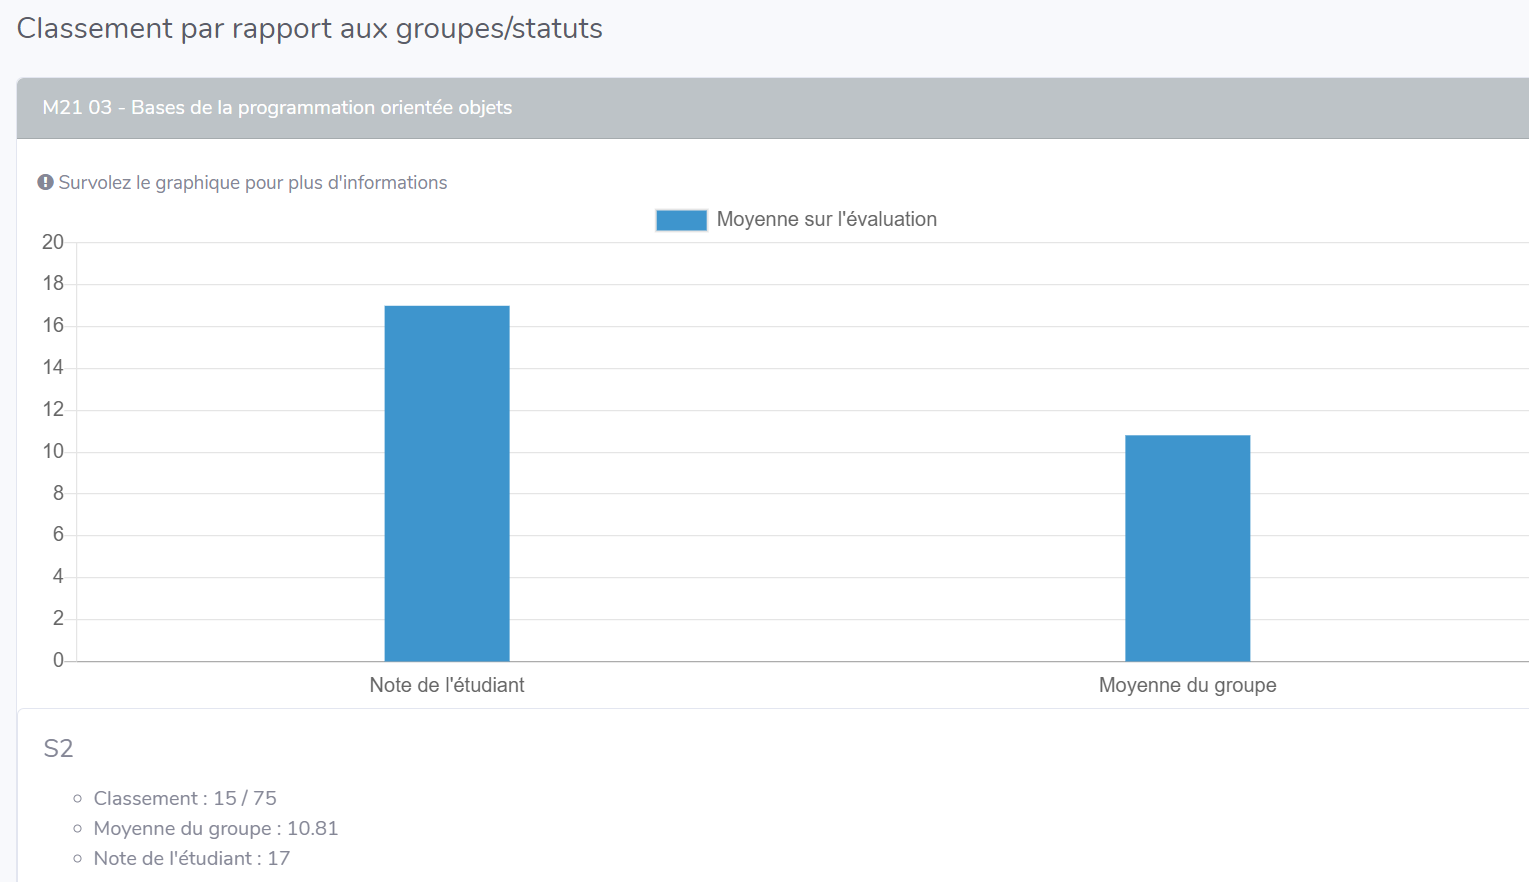 Classement par rapport aux groupes/statuts
M21 03 - Bases de la programmation orientée objets
Survolez le graphique pour plus d'informations
Moyenne sur l'évaluation
20
18
16
14
12
10
8
6
4
2
0
Note de l'étudiant
Moyenne du groupe
S2
Classement : 15 / 75
Moyenne du groupe : 10.81
Note de l'étudiant : 17